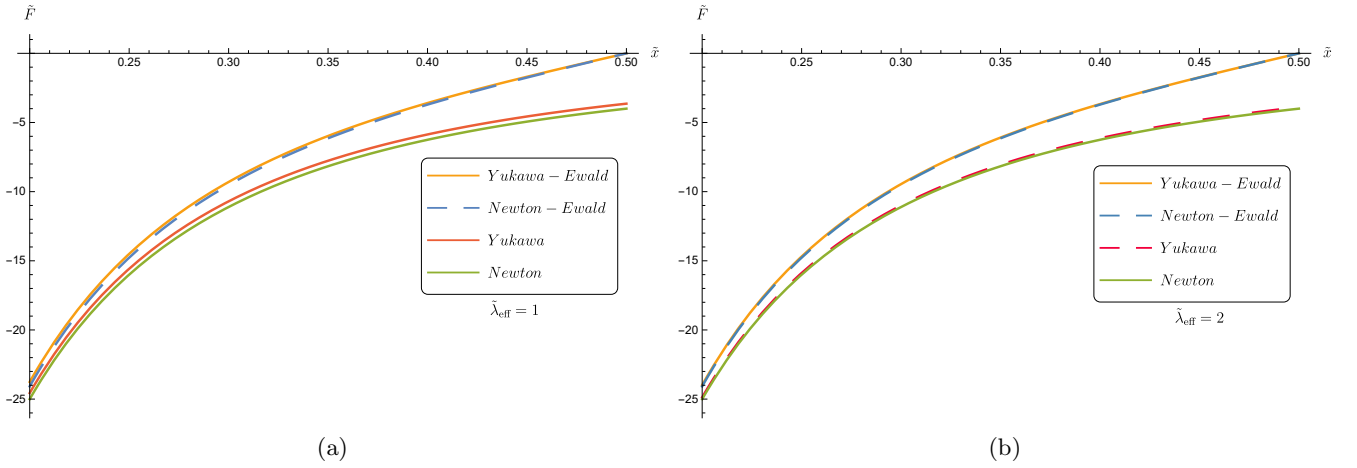 F̃
0.25 0.30 0.35 0.40 0.45 0.50 x̃
−5
−10
−15
−20
−25
Yukawa − Ewald
Newton − Ewald
Yukawa
Newton
λ̃eff = 1
(a)
F̃
0.25 0.30 0.35 0.40 0.45 0.50 x̃
−5
−10
−15
−20
−25
Yukawa − Ewald
Newton − Ewald
Yukawa
Newton
λ̃eff = 2
(b)